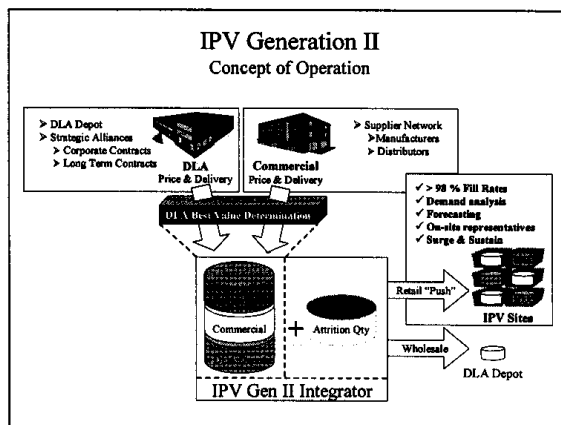 IPV Generation II
Concept of Operation
➤ DLA Depot
➤ Strategic Alliances
➤ Corporate Contracts
➤ Long Term Contracts
DLA
Price & Delivery
Commercial
Price & Delivery
➤ Supplier Network
➤ Manufacturers
➤ Distributors
DLA Best Value Determination
✓ > 98 % Fill Rates
✓ Demand analysis
✓ Forecasting
✓ On-site representatives
✓ Surge & Sustain
IPV Sites
Commercial
+
Attrition Qty
Retail "Push"
Wholesale
DLA Depot
IPV Gen II Integrator